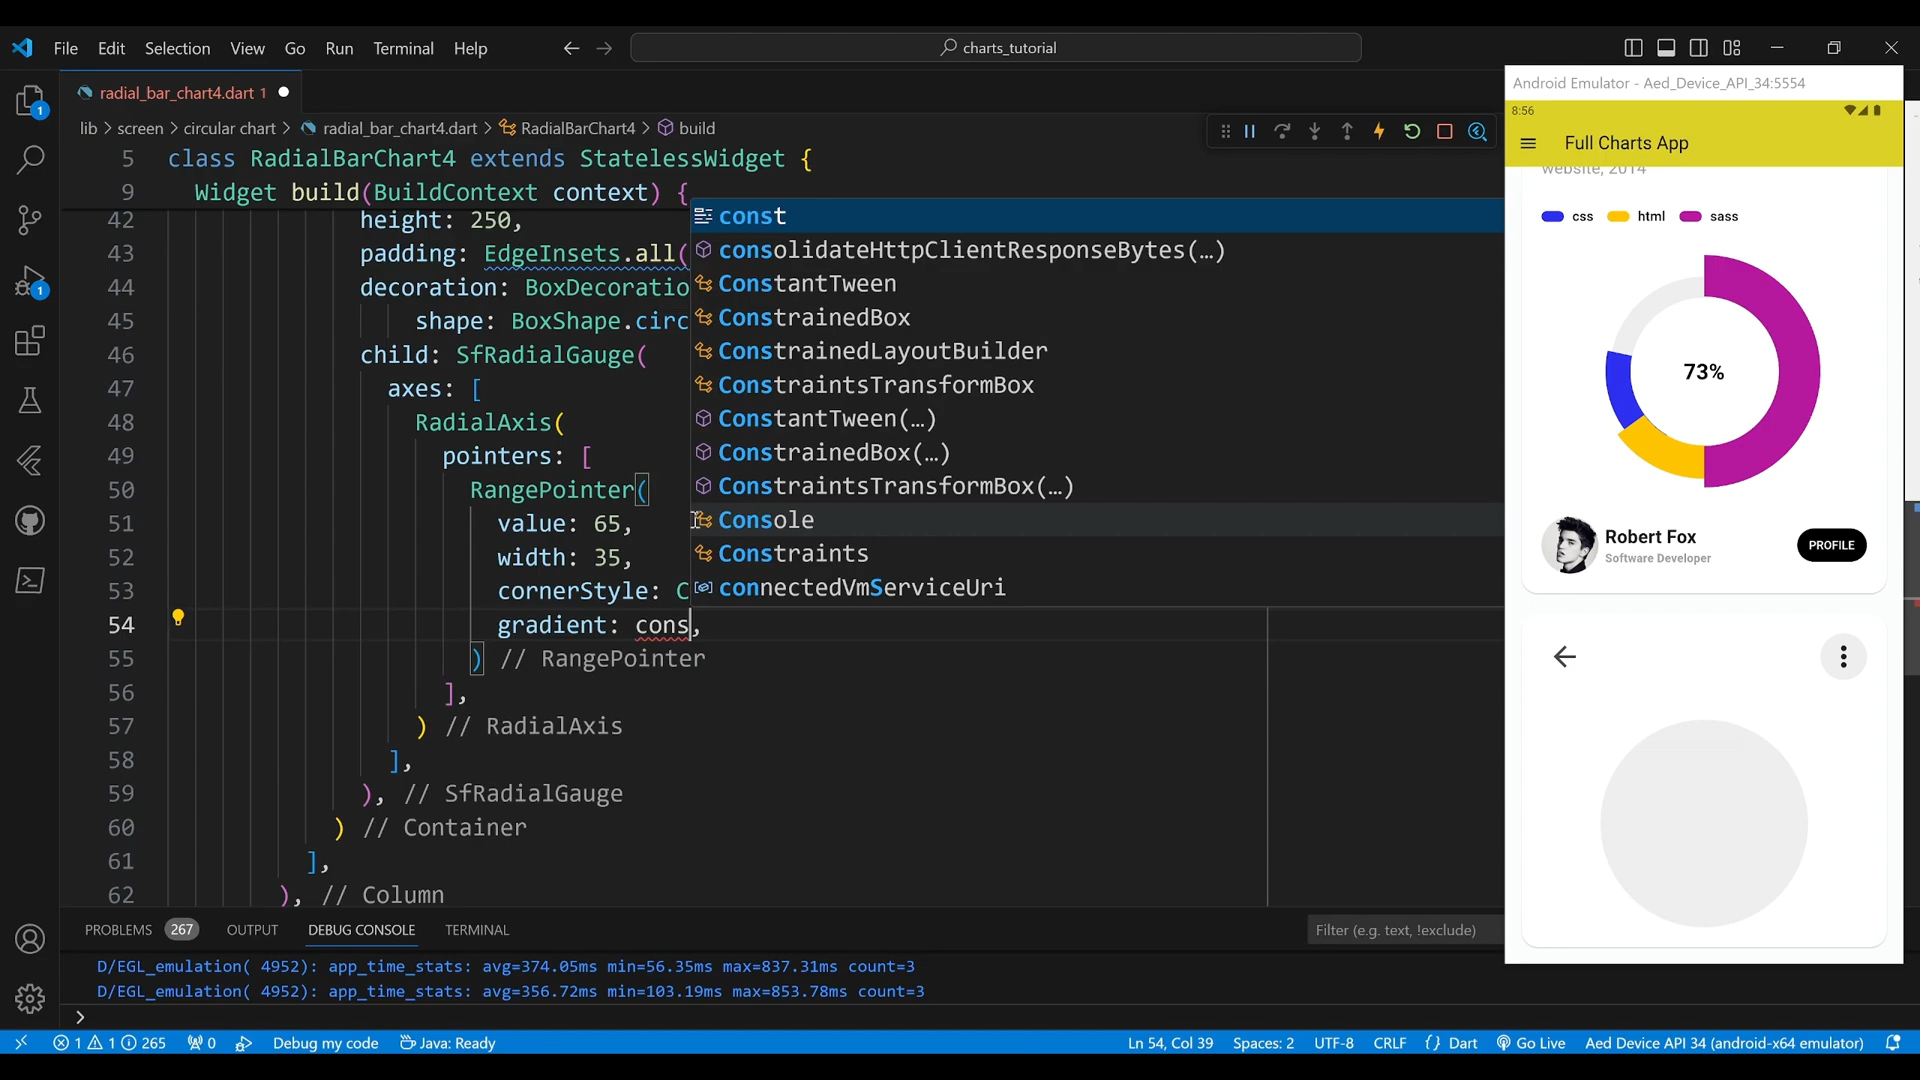 File Edit Selection View Go Run Terminal Help
charts_tutorial
radial_bar_chart4.dart 1
lib > screen > circular chart > radial_bar_chart4.dart > RadialBarChart4 > build
5 class RadialBarChart4 extends StatelessWidget {
9 Widget build(BuildContext context) {
42 height: 250,
43 padding: EdgeInsets.all(
44 decoration: BoxDecoratio
45 shape: BoxShape.circ
46 child: SfRadialGauge(
47 axes: [
48 RadialAxis(
49 pointers: [
50 RangePointer(
51 value: 65,
52 width: 35,
53 cornerStyle: C
54 gradient: cons,
55 ) // RangePointer
56 ],
57 ) // RadialAxis
58 ],
59 ), // SfRadialGauge
60 ) // Container
61 ],
62 ), // Column
const
consolidateHttpClientResponseBytes(…)
ConstantTween
ConstrainedBox
ConstrainedLayoutBuilder
ConstraintsTransformBox
ConstantTween(…)
ConstrainedBox(…)
ConstraintsTransformBox(…)
Console
Constraints
connectedVmServiceUri
Android Emulator - Aed_Device_API_34:5554
8:56
Full Charts App
website, 2014
css html sass
73%
Robert Fox
Software Developer
PROFILE
1
1
PROBLEMS 267 OUTPUT DEBUG CONSOLE TERMINAL
Filter (e.g. text, !exclude)
D/EGL_emulation( 4952): app_time_stats: avg=374.05ms min=56.35ms max=837.31ms count=3
D/EGL_emulation( 4952): app_time_stats: avg=356.72ms min=103.19ms max=853.78ms count=3
>
1 1 265 0 Debug my code Java: Ready Ln 54, Col 39 Spaces: 2 UTF-8 CRLF {} Dart Go Live Aed Device API 34 (android-x64 emulator)